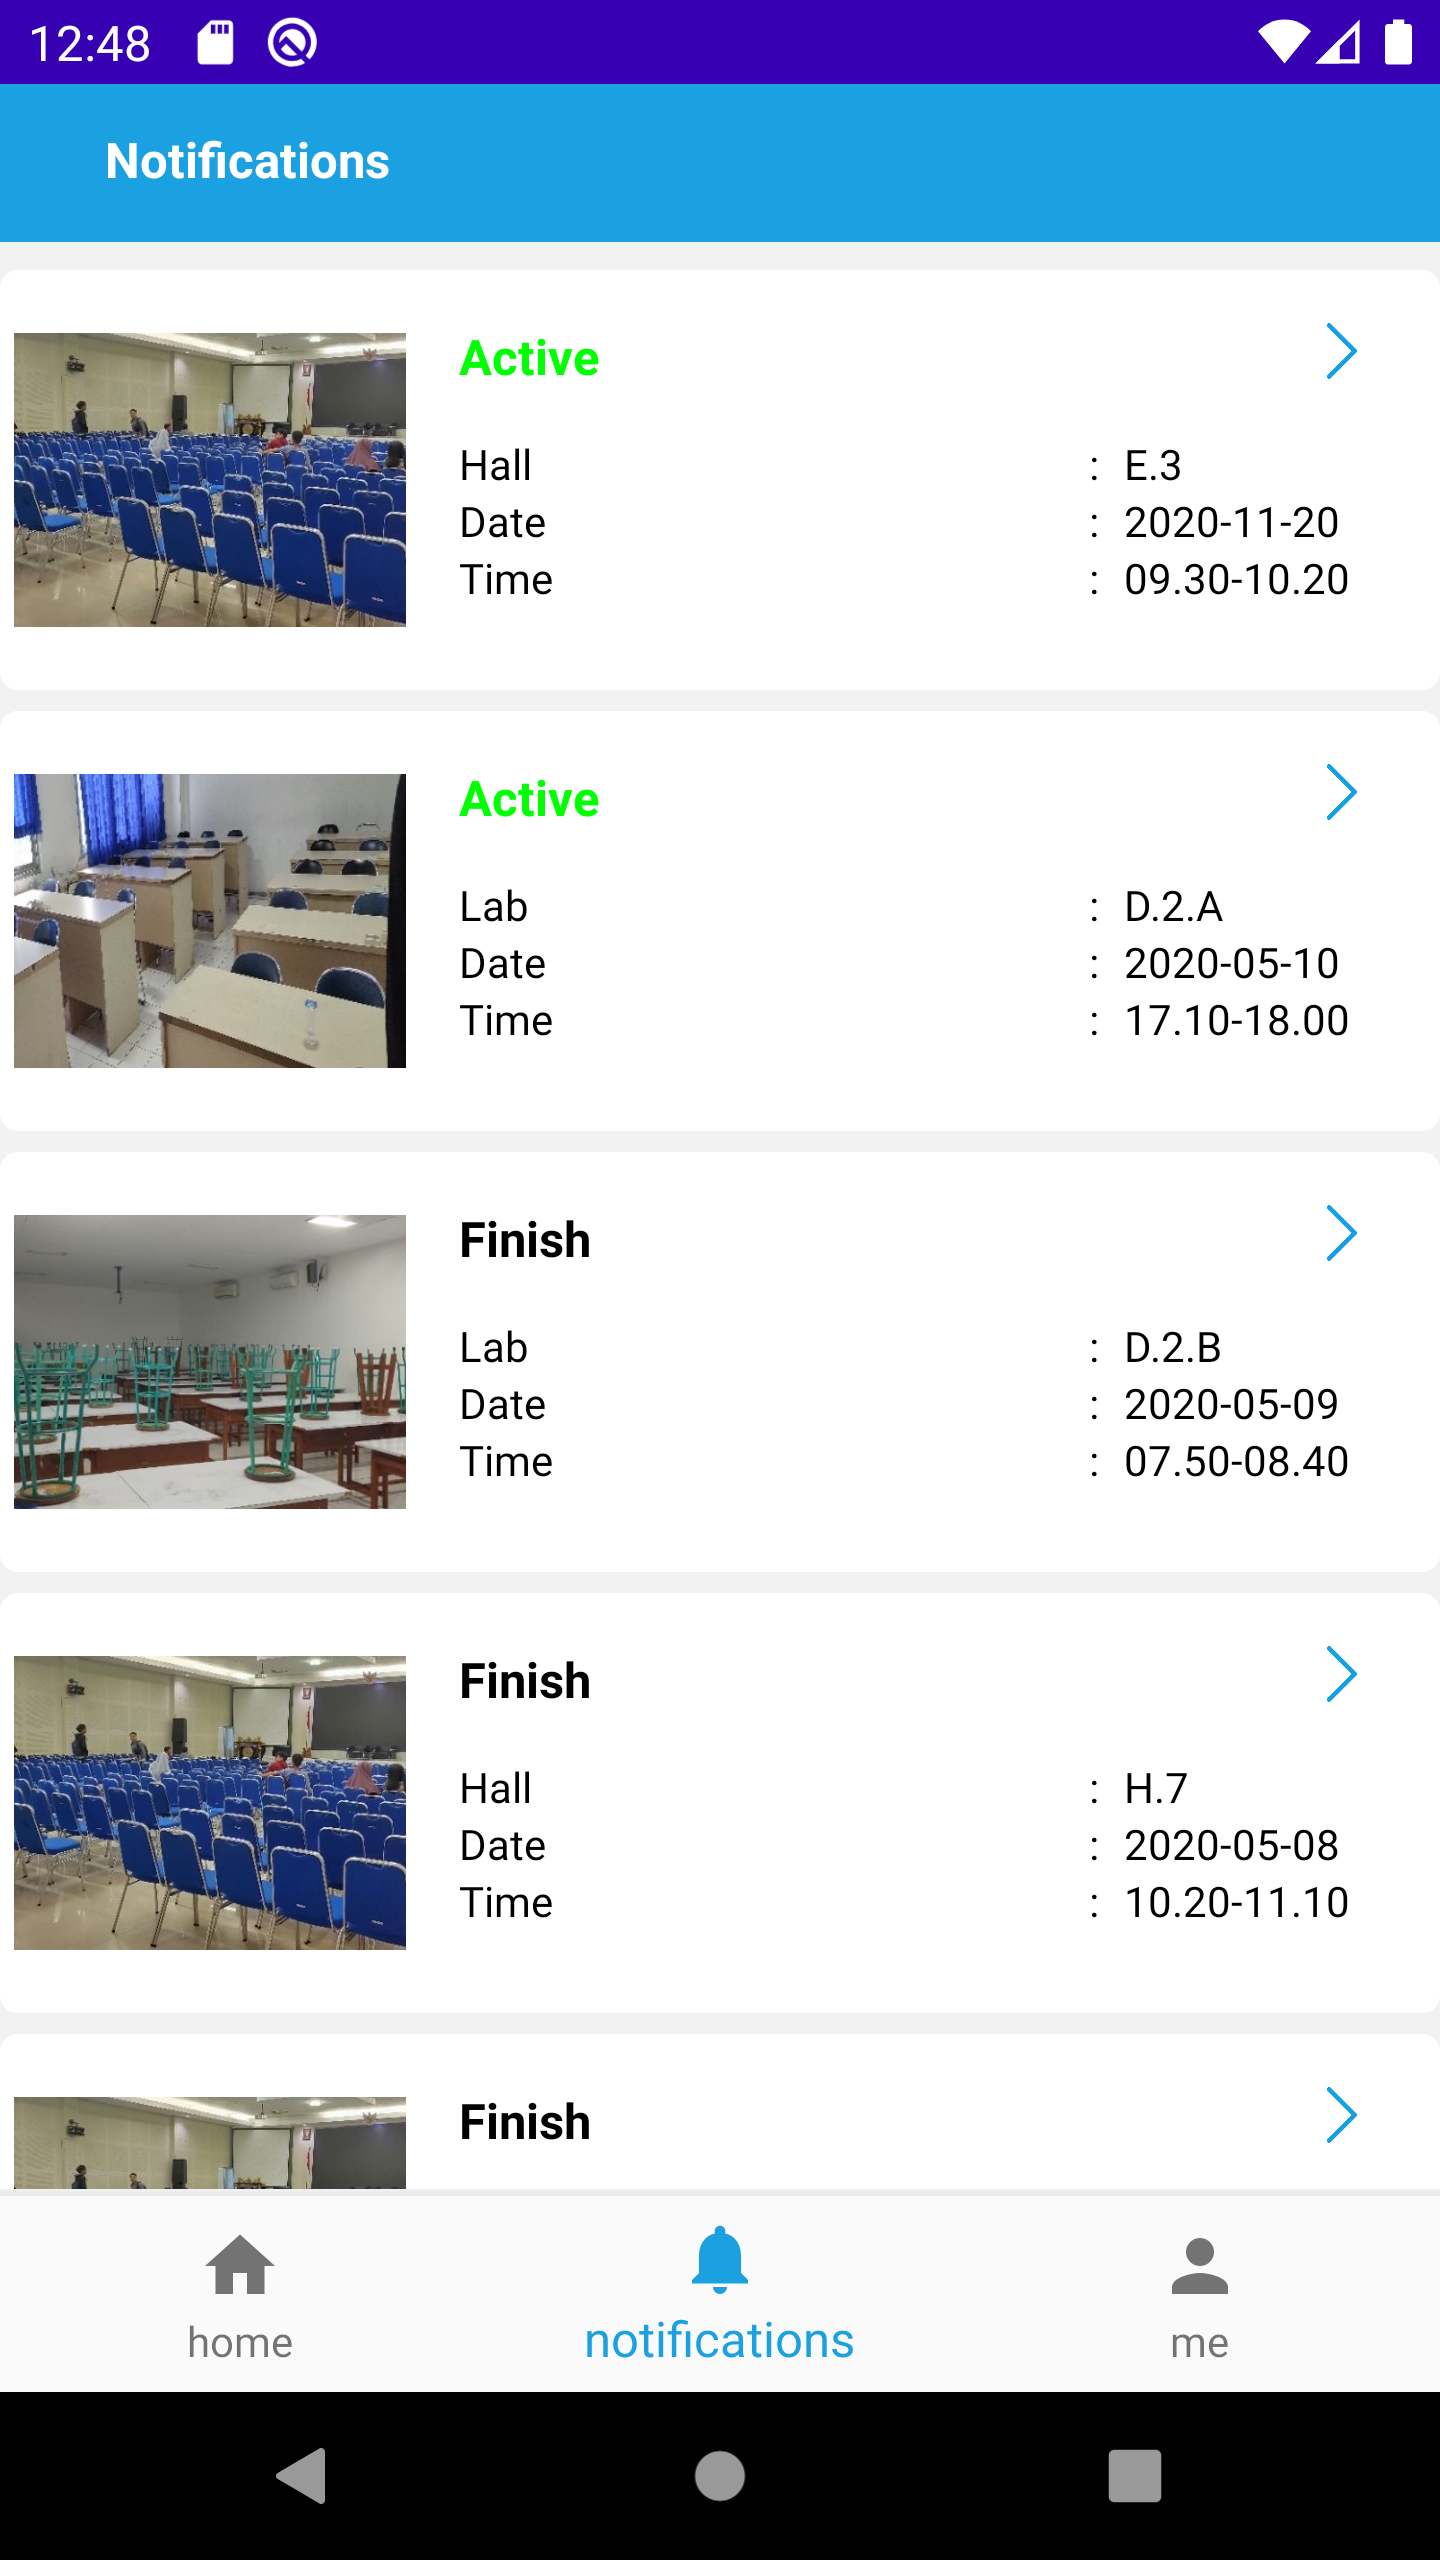 12:48
Notifications
Active
Hall : E.3
Date : 2020-11-20
Time : 09.30-10.20
Active
Lab : D.2.A
Date : 2020-05-10
Time : 17.10-18.00
Finish
Lab : D.2.B
Date : 2020-05-09
Time : 07.50-08.40
Finish
Hall : H.7
Date : 2020-05-08
Time : 10.20-11.10
Finish
home notifications me